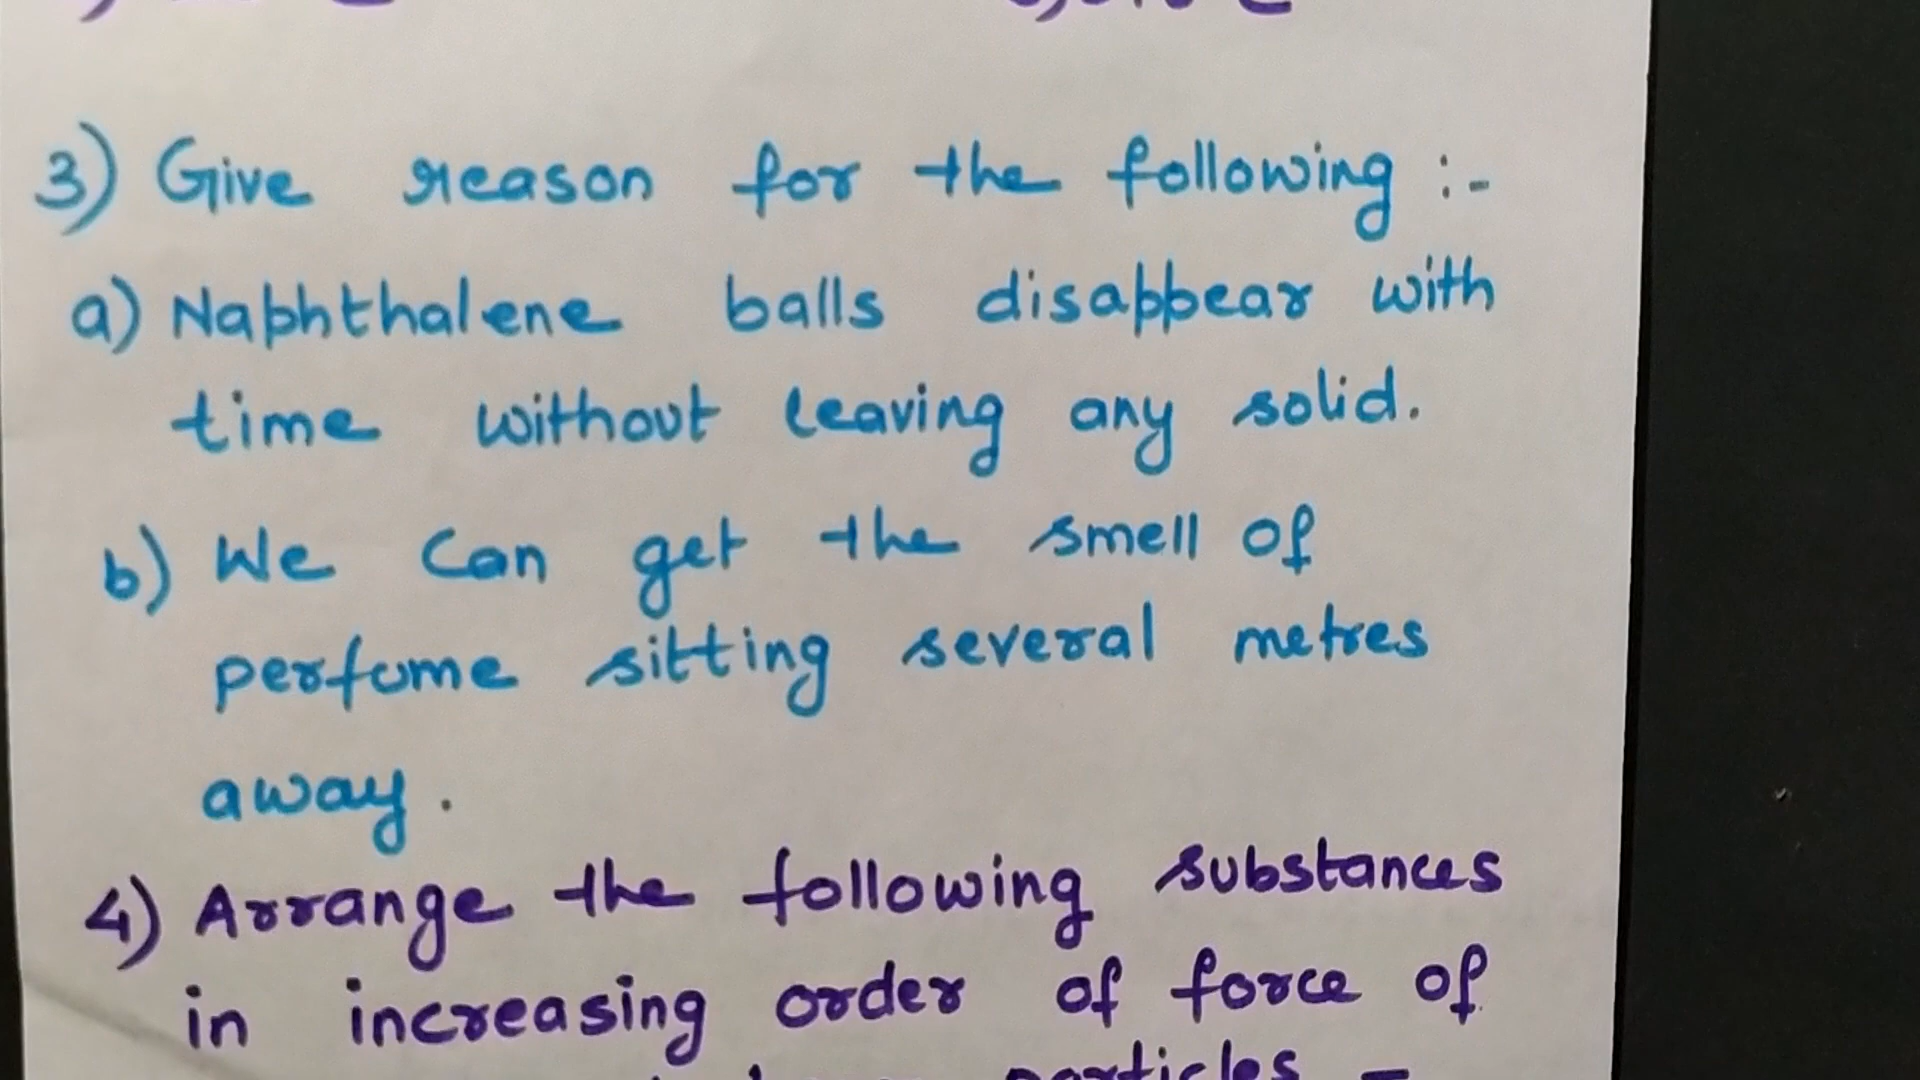 3) Give reason for the following :-
a) Naphthalene balls disappear with
time without leaving any solid.
b) We Can get the smell of
perfume sitting several metres
away.
4) Arrange the following substances
in increasing order of force of
particles -